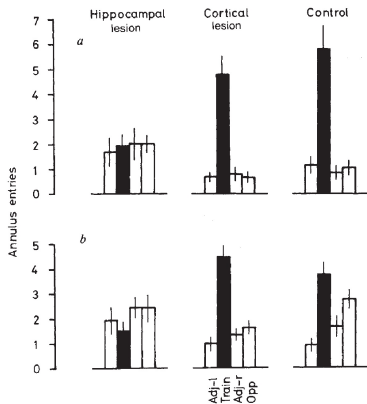 Hippocampal lesion
Cortical lesion
Control
a
7
6
5
4
3
2
1
0
Annulus entries
b
5
4
3
2
1
0
Adj-l
Train
Adj-r
Opp